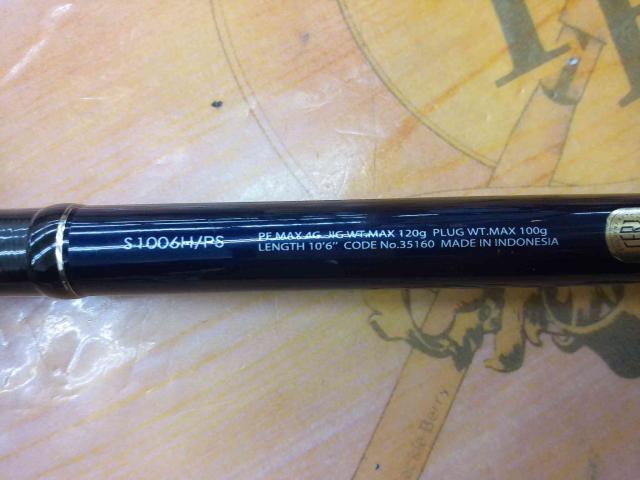 S1006H/PS
PE MAX 4G JIG WT.MAX 120g PLUG WT.MAX 100g
LENGTH 10'6" CODE No.35160 MADE IN INDONESIA
Berry